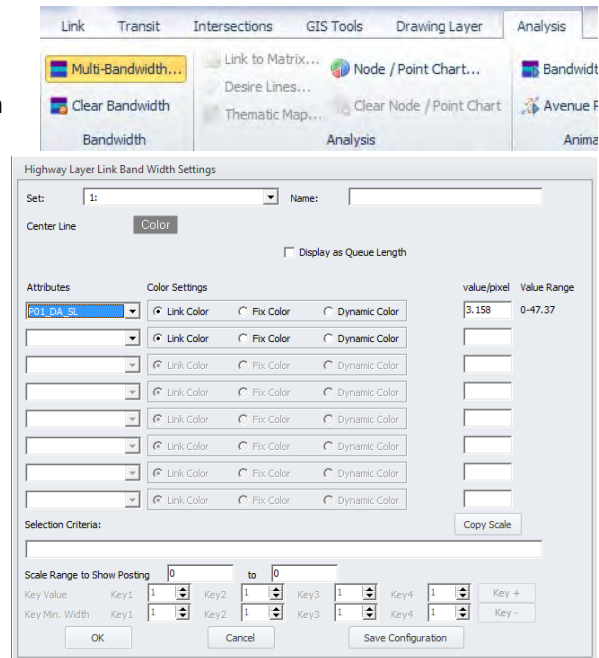 Link Transit Intersections GIS Tools Drawing Layer Analysis
Multi-Bandwidth... Link to Matrix... Node / Point Chart... Bandwidt
Desire Lines...
Clear Bandwidth Thematic Map... Clear Node / Point Chart Avenue P
Bandwidth Analysis Anima
Highway Layer Link Band Width Settings
Set: 1: Name:
Center Line Color
Display as Queue Length
Attributes Color Settings value/pixel Value Range
P01_DA_SL Link Color Fix Color Dynamic Color 3.158 0-47.37
Link Color Fix Color Dynamic Color
Link Color Fix Color Dynamic Color
Link Color Fix Color Dynamic Color
Link Color Fix Color Dynamic Color
Link Color Fix Color Dynamic Color
Link Color Fix Color Dynamic Color
Link Color Fix Color Dynamic Color
Selection Criteria: Copy Scale
Scale Range to Show Posting 0 to 0
Key Value Key1 1 Key2 1 Key3 1 Key4 1 Key +
Key Min. Width Key1 1 Key2 1 Key3 1 Key4 1 Key -
OK Cancel Save Configuration